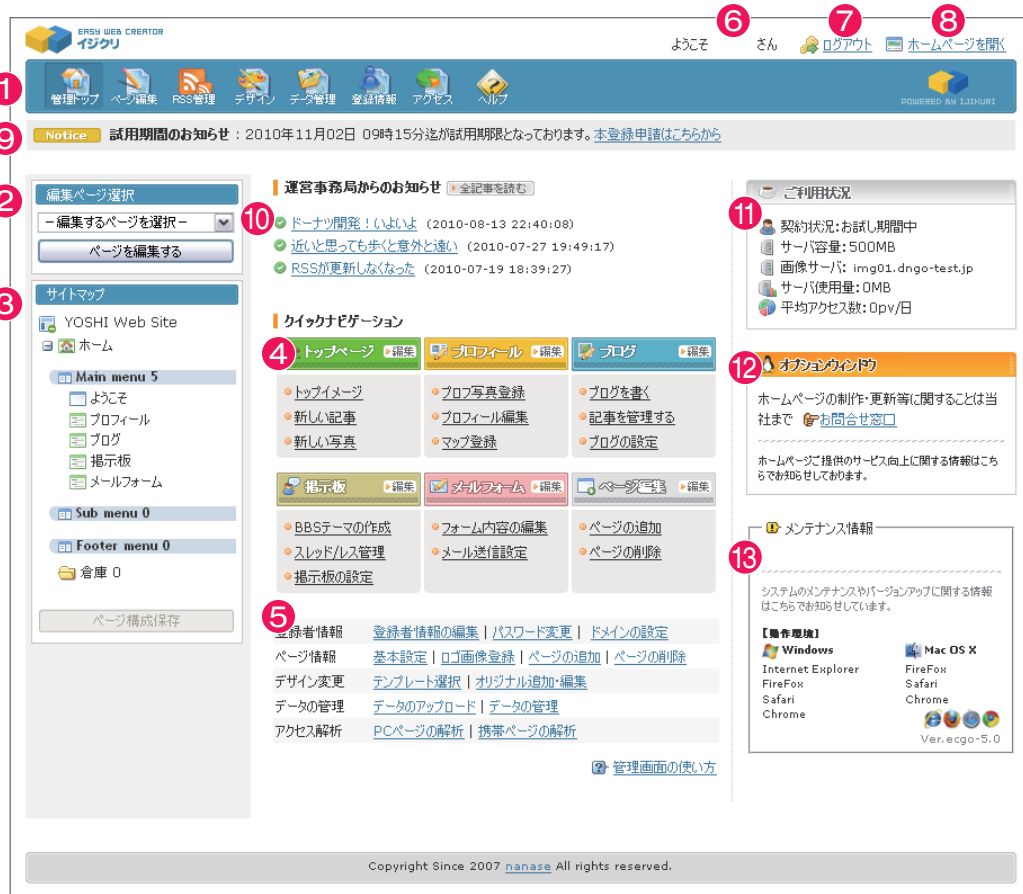 EASY WEB CREATOR
イジクリ
⑥
⑦
⑧
ようこそ さん ログアウト ホームページを開く
①
管理トップ ページ編集 RSS管理 デザイン データ管理 登録情報 アクセス ヘルプ
POWERED BY IJIKURI
⑨
Notice 試用期間のお知らせ：2010年11月02日 09時15分迄が試用期限となっております。本登録申請はこちらから
②
編集ページ選択
－編集するページを選択－
ページを編集する
③
サイトマップ
YOSHI Web Site
ホーム
Main menu 5
ようこそ
プロフィール
ブログ
掲示板
メールフォーム
Sub menu 0
Footer menu 0
倉庫 0
ページ構成保存
運営事務局からのお知らせ 全記事を読む
⑩
ドーナツ開発！いよいよ (2010-08-13 22:40:08)
近いと思っても歩くと意外と遠い (2010-07-27 19:49:17)
RSSが更新しなくなった (2010-07-19 18:39:27)
クイックナビゲーション
④
トップページ 編集
トップイメージ
新しい記事
新しい写真
プロフィール 編集
プロフ写真登録
プロフィール編集
マップ登録
ブログ 編集
ブログを書く
記事を管理する
ブログの設定
掲示板 編集
BBSテーマの作成
スレッド/レス管理
掲示板の設定
メールフォーム 編集
フォーム内容の編集
メール送信設定
ページ編集 編集
ページの追加
ページの削除
⑤
登録者情報 登録者情報の編集 | パスワード変更 | ドメインの設定
ページ情報 基本設定 | ロゴ画像登録 | ページの追加 | ページの削除
デザイン変更 テンプレート選択 | オリジナル追加・編集
データの管理 データのアップロード | データの管理
アクセス解析 PCページの解析 | 携帯ページの解析
管理画面の使い方
⑪
ご利用状況
契約状況：お試し期間中
サーバ容量：500MB
画像サーバ：img01.dngo-test.jp
サーバ使用量：0MB
平均アクセス数：0pv/日
⑫
オプションウィンドウ
ホームページの制作・更新等に関することは当
社まで お問合せ窓口
ホームページご提供のサービス向上に関する情報はこち
らでお知らせしております。
⑬
メンテナンス情報
システムのメンテナンスやバージョンアップに関する情報
はこちらでお知らせしています。
【動作環境】
Windows
Internet Explorer
FireFox
Safari
Chrome
Mac OS X
FireFox
Safari
Chrome
Ver.ecgo-5.0
Copyright Since 2007 nanase All rights reserved.